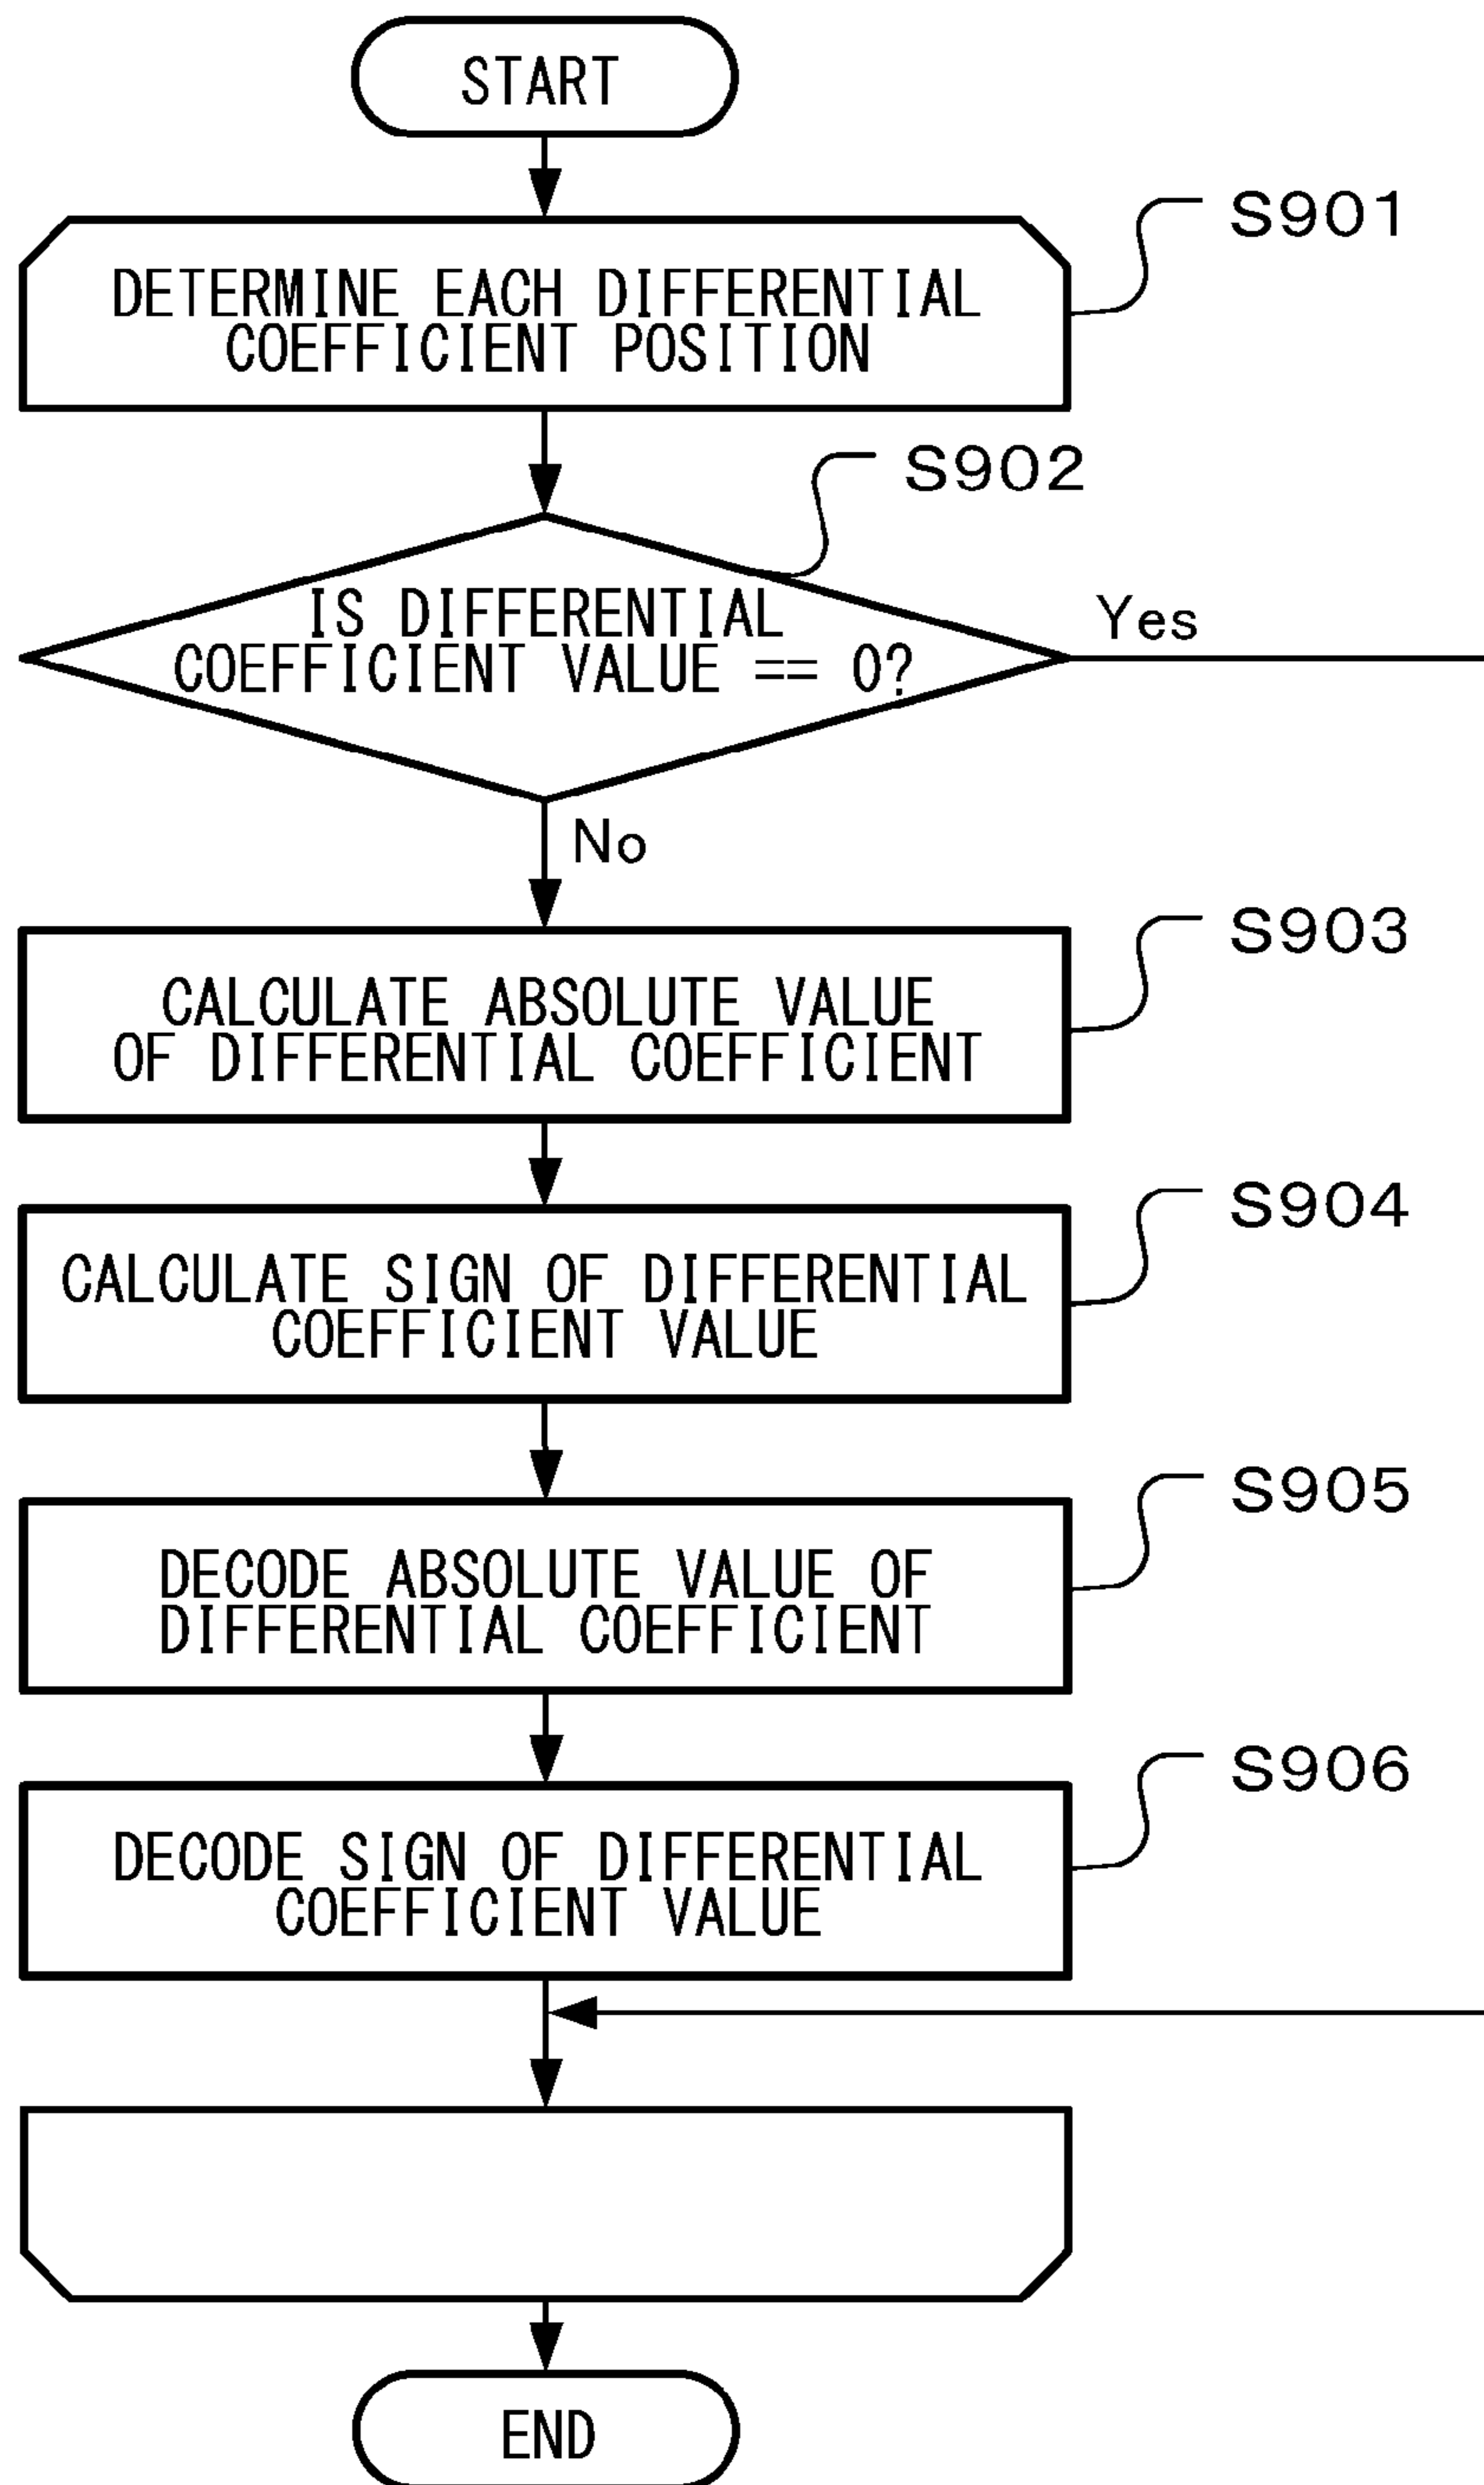 START
S901
DETERMINE EACH DIFFERENTIAL
COEFFICIENT POSITION
S902
IS DIFFERENTIAL
COEFFICIENT VALUE == 0?
Yes
No
S903
CALCULATE ABSOLUTE VALUE
OF DIFFERENTIAL COEFFICIENT
S904
CALCULATE SIGN OF DIFFERENTIAL
COEFFICIENT VALUE
S905
DECODE ABSOLUTE VALUE OF
DIFFERENTIAL COEFFICIENT
S906
DECODE SIGN OF DIFFERENTIAL
COEFFICIENT VALUE
END